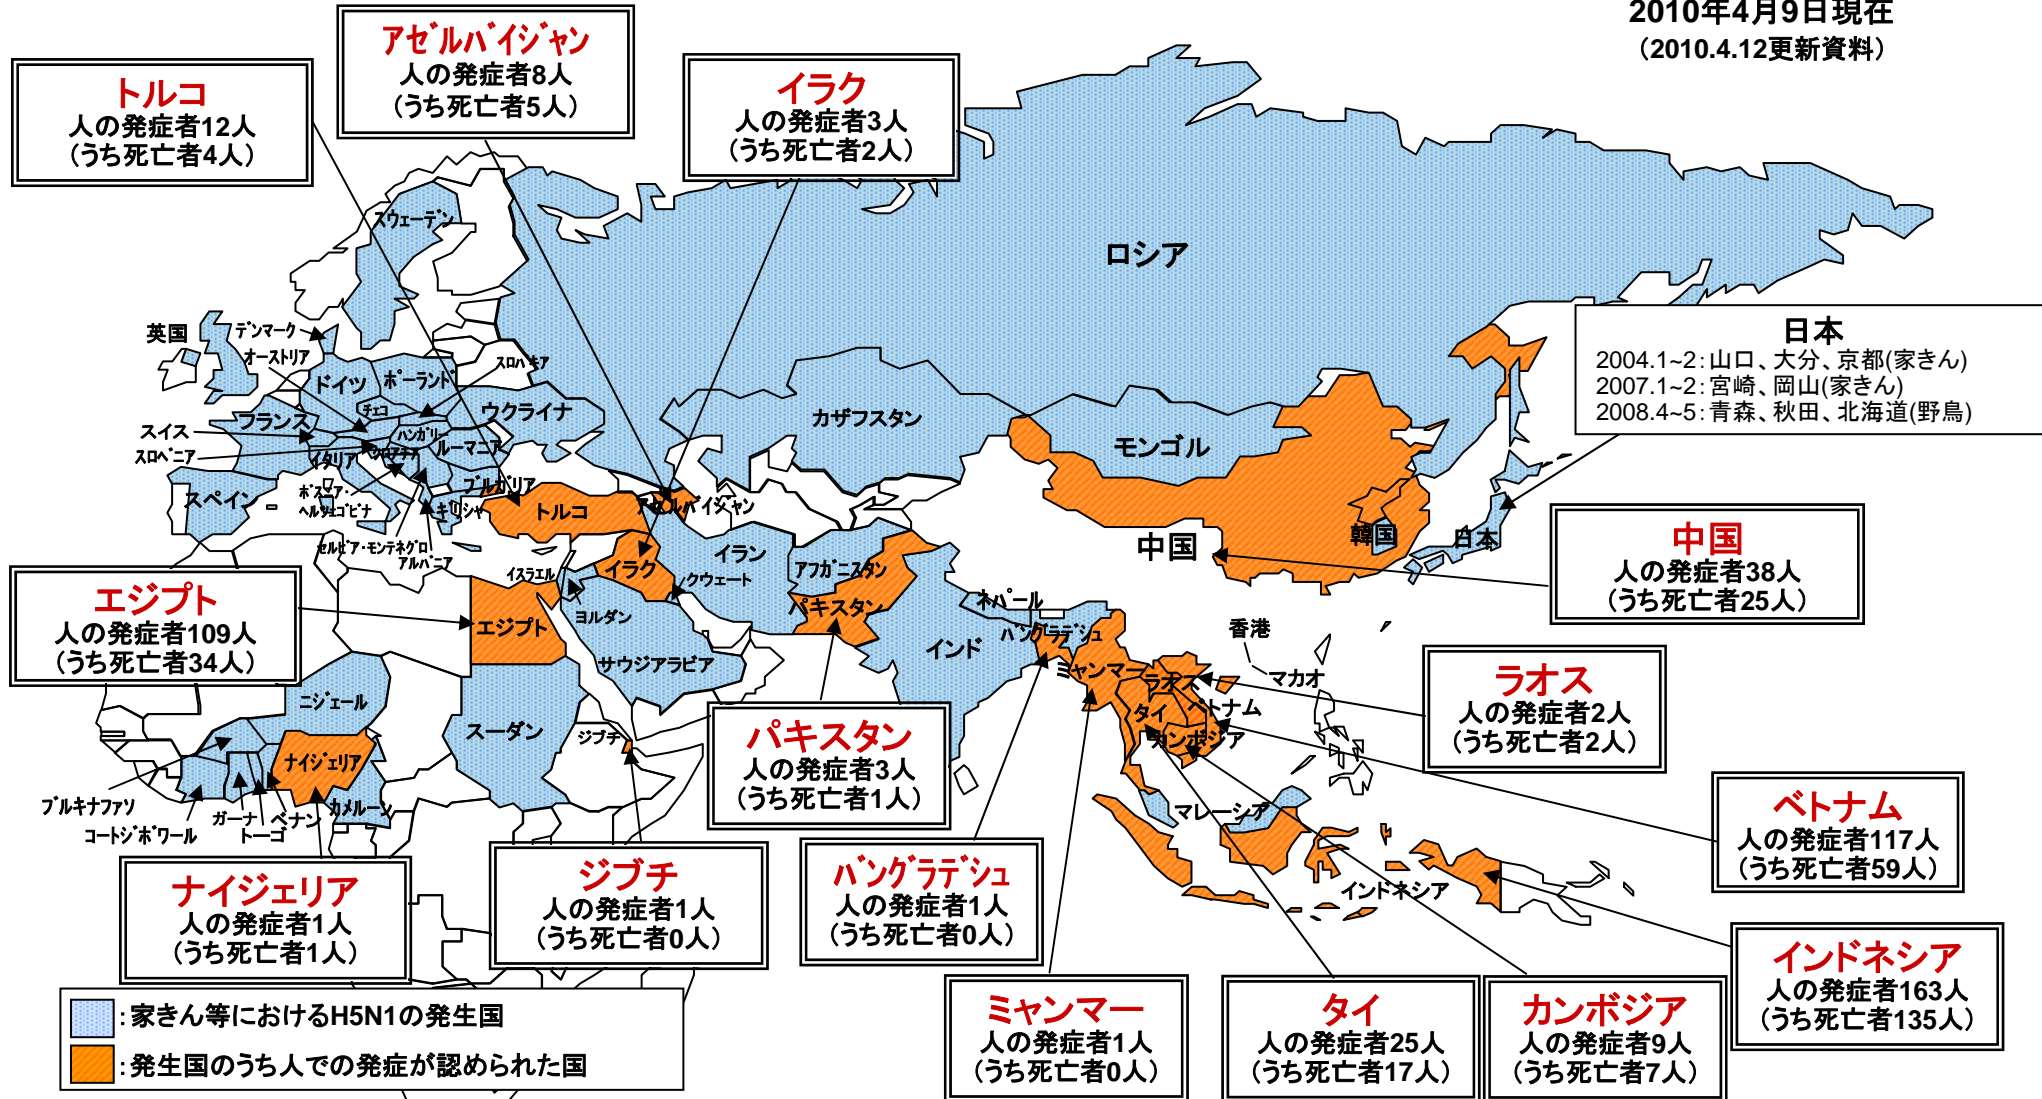 2010年4月9日現在
（2010.4.12更新資料）
トルコ
人の発症者12人
（うち死亡者4人）
アゼルバイジャン
人の発症者8人
（うち死亡者5人）
イラク
人の発症者3人
（うち死亡者2人）
日本
2004.1~2：山口、大分、京都(家きん)
2007.1~2：宮崎、岡山(家きん)
2008.4~5：青森、秋田、北海道(野鳥)
中国
人の発症者38人
（うち死亡者25人）
エジプト
人の発症者109人
（うち死亡者34人）
ラオス
人の発症者2人
（うち死亡者2人）
パキスタン
人の発症者3人
（うち死亡者1人）
ベトナム
人の発症者117人
（うち死亡者59人）
ナイジェリア
人の発症者1人
（うち死亡者1人）
ジブチ
人の発症者1人
（うち死亡者0人）
バングラデシュ
人の発症者1人
（うち死亡者0人）
インドネシア
人の発症者163人
（うち死亡者135人）
ミャンマー
人の発症者1人
（うち死亡者0人）
タイ
人の発症者25人
（うち死亡者17人）
カンボジア
人の発症者9人
（うち死亡者7人）
スウェーデン
ロシア
英国
デンマーク
オーストリア
スロバキア
ドイツ
ポーランド
チェコ
ウクライナ
フランス
スイス
ハンガリー
ルーマニア
スロベニア
イタリア
クロアチア
ブルガリア
スペイン
ボスニア・
ヘルツェゴビナ
ギリシャ
セルビア・モンテネグロ
アルバニア
トルコ
アゼルバイジャン
カザフスタン
モンゴル
中国
韓国
日本
イスラエル
イラク
イラン
クウェート
アフガニスタン
ヨルダン
パキスタン
ネパール
エジプト
サウジアラビア
インド
バングラデシュ
ミャンマー
香港
マカオ
ラオス
タイ
ベトナム
カンボジア
マレーシア
インドネシア
ニジェール
スーダン
ジブチ
ナイジェリア
カメルーン
ブルキナファソ
コートジボワール
ガーナ
トーゴ
ベナン
：家きん等におけるH5N1の発生国
：発生国のうち人での発症が認められた国